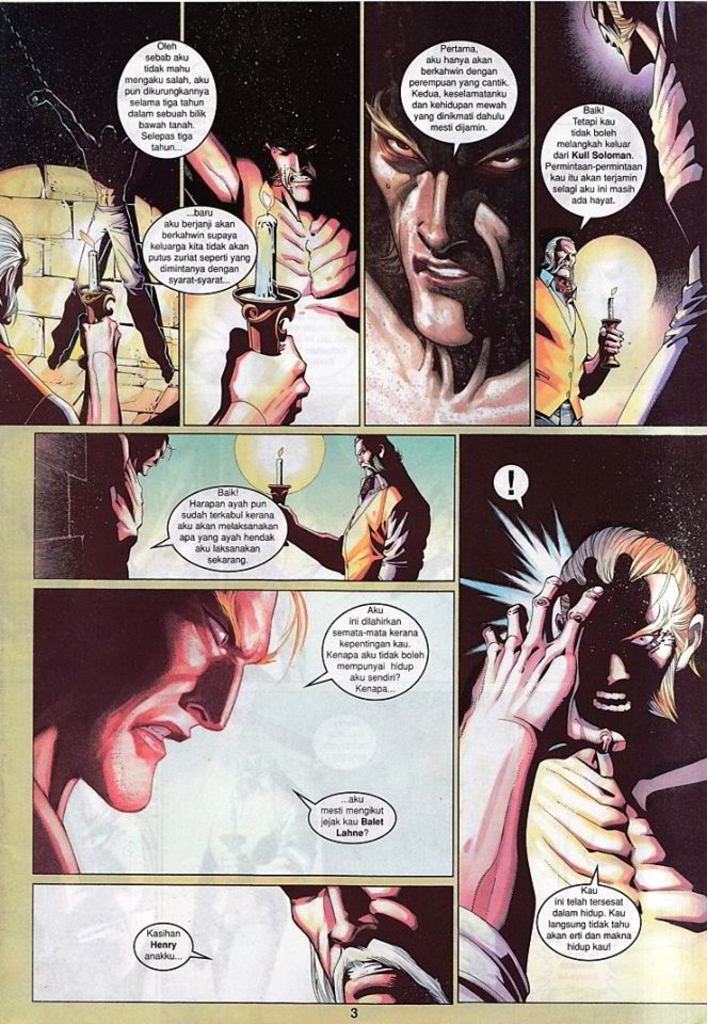 Oleh
sebab aku
tidak mahu
mengaku salah, aku
pun dikurungkannya
selama tiga tahun
dalam sebuah bilik
bawah tanah.
Selepas tiga
tahun...
...baru
aku berjanji akan
berkahwin supaya
keluarga kita tidak akan
putus zuriat seperti yang
dimintanya dengan
syarat-syarat...
Pertama,
aku hanya akan
berkahwin dengan
perempuan yang cantik.
Kedua, keselamatanku
dan kehidupan mewah
yang dinikmati dahulu
mesti dijamin.
Baik!
Tetapi kau
tidak boleh
melangkah keluar
dari Kuil Soloman.
Permintaan-permintaan
kau itu akan terjamin
selagi aku ini masih
ada hayat.
Baik!
Harapan ayah pun
sudah terkabul kerana
aku akan melaksanakan
apa yang ayah hendak
aku laksanakan
sekarang.
!
Aku
ini dilahirkan
semata-mata kerana
kepentingan kau.
Kenapa aku tidak boleh
mempunyai hidup
aku sendiri?
Kenapa...
...aku
mesti mengikut
jejak kau Balet
Lahne?
Kau
ini telah tersesat
dalam hidup. Kau
langsung tidak tahu
akan erti dan makna
hidup kau!
Kasihan
Henry
anakku...
3